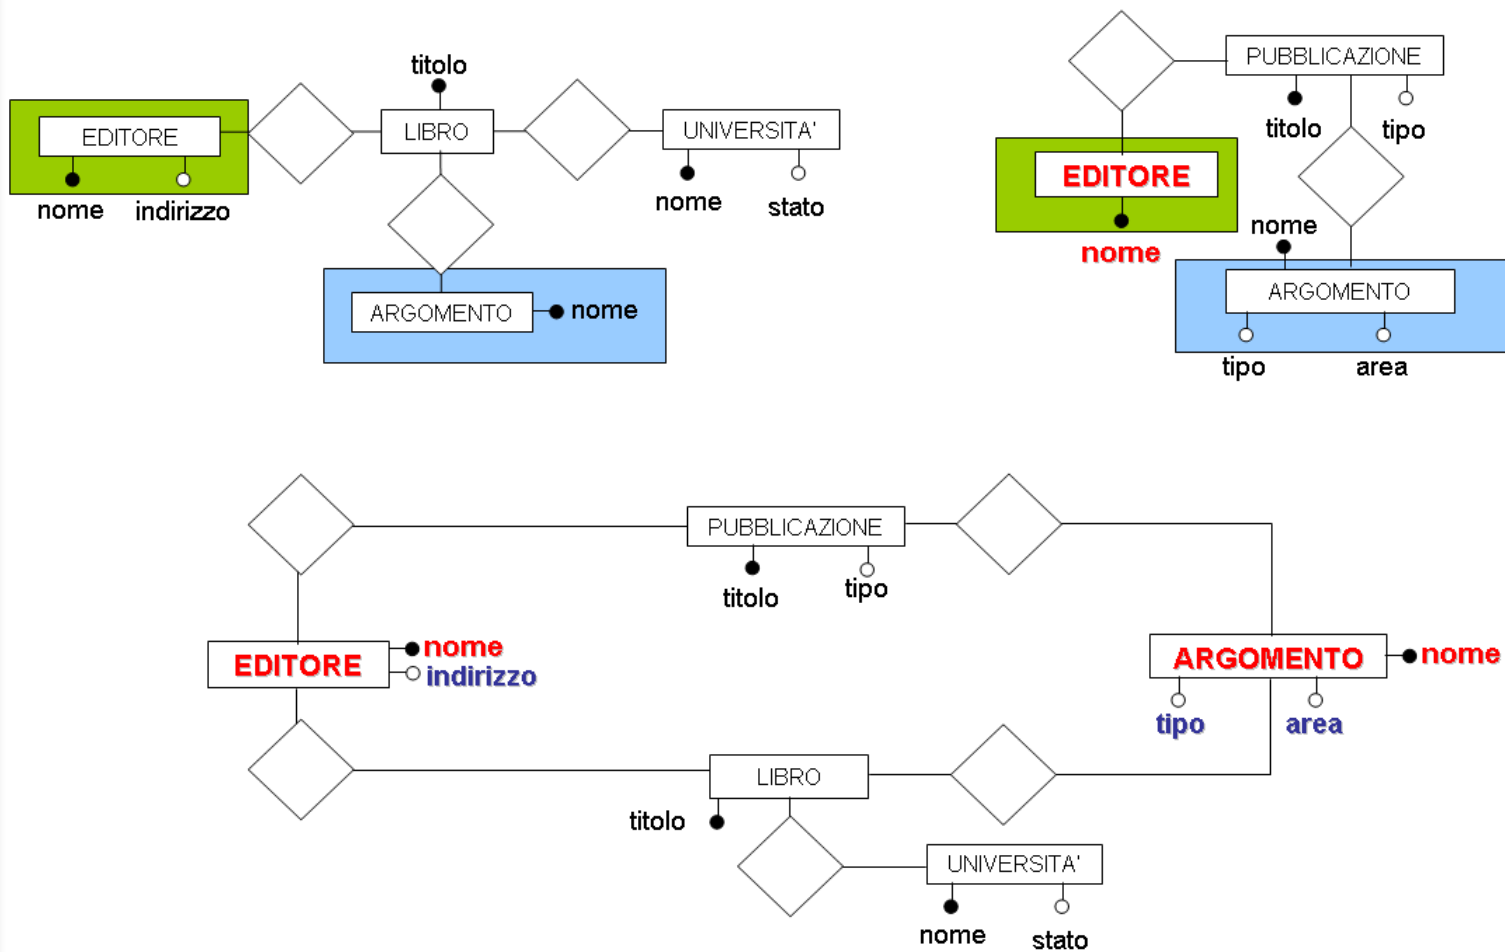 titolo
EDITORE
LIBRO
UNIVERSITA'
nome
indirizzo
nome
stato
ARGOMENTO
nome
PUBBLICAZIONE
titolo
tipo
EDITORE
nome
nome
ARGOMENTO
tipo
area
PUBBLICAZIONE
titolo
tipo
EDITORE
nome
indirizzo
ARGOMENTO
nome
tipo
area
LIBRO
titolo
UNIVERSITA'
nome
stato